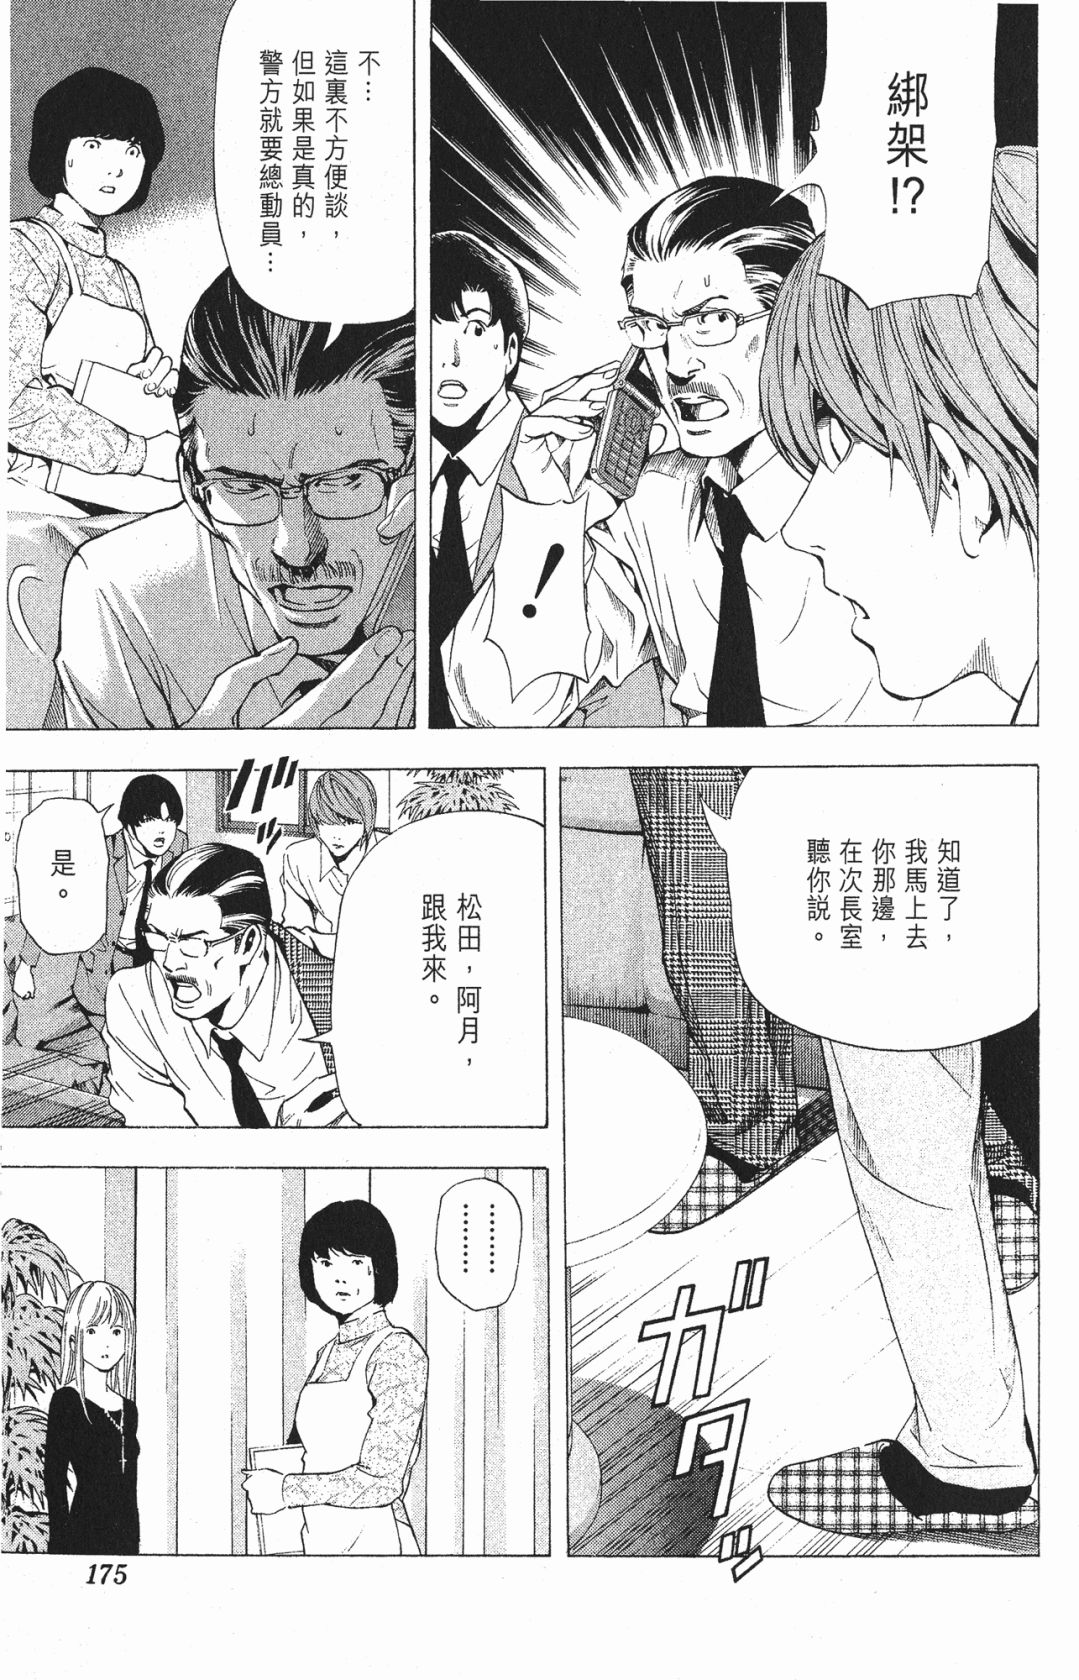 綁架!?
!
不…
這裏不方便談，
但如果是真的，
警方就要總動員…
知道了，
我馬上去
你那邊，
在次長室
聽你說。
ガタッ
松田，阿月，
跟我來。
バッ
是。
………
………
175